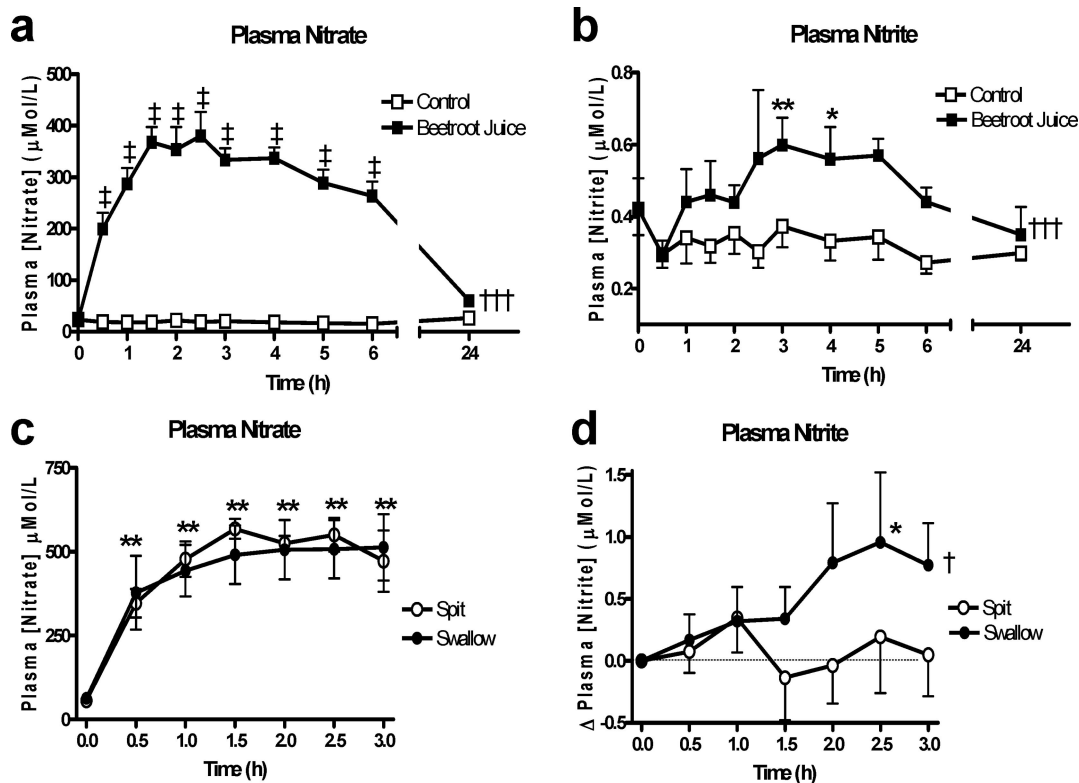 a
Plasma Nitrate
Plasma [Nitrate] ( μMol/L)
500
400
300
200
100
0
0 1 2 3 4 5 6 24
Time (h)
Control
Beetroot Juice
‡ ‡ ‡ ‡ ‡ ‡ ‡ ‡ ‡
†††
b
Plasma Nitrite
Plasma [Nitrite] ( μMol/L)
0.8
0.6
0.4
0.2
0 1 2 3 4 5 6 24
Time (h)
Control
Beetroot Juice
** *
†††
c
Plasma Nitrate
Plasma [Nitrate] μMol/L
750
500
250
0
0.0 0.5 1.0 1.5 2.0 2.5 3.0
Time (h)
Spit
Swallow
** ** ** ** ** **
d
Plasma Nitrite
Δ Plasma [Nitrite] ( μMol/L)
1.5
1.0
0.5
0.0
-0.5
0.0 0.5 1.0 1.5 2.0 2.5 3.0
Time (h)
Spit
Swallow
*
†